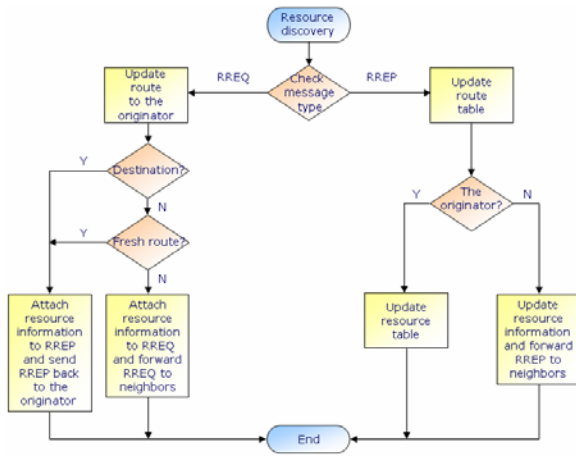 Resource
discovery
RREQ
Check
message
type
RREP
Update
route
to the
originator
Update
route
table
Y
Destination?
N
Y
Fresh route?
N
Y
The
originator?
N
Attach
resource
information
to RREP
and send
RREP back
to the
originator
Attach
resource
information
to RREQ
and forward
RREQ to
neighbors
Update
resource
table
Update
resource
information
and forward
RREP to
neighbors
End